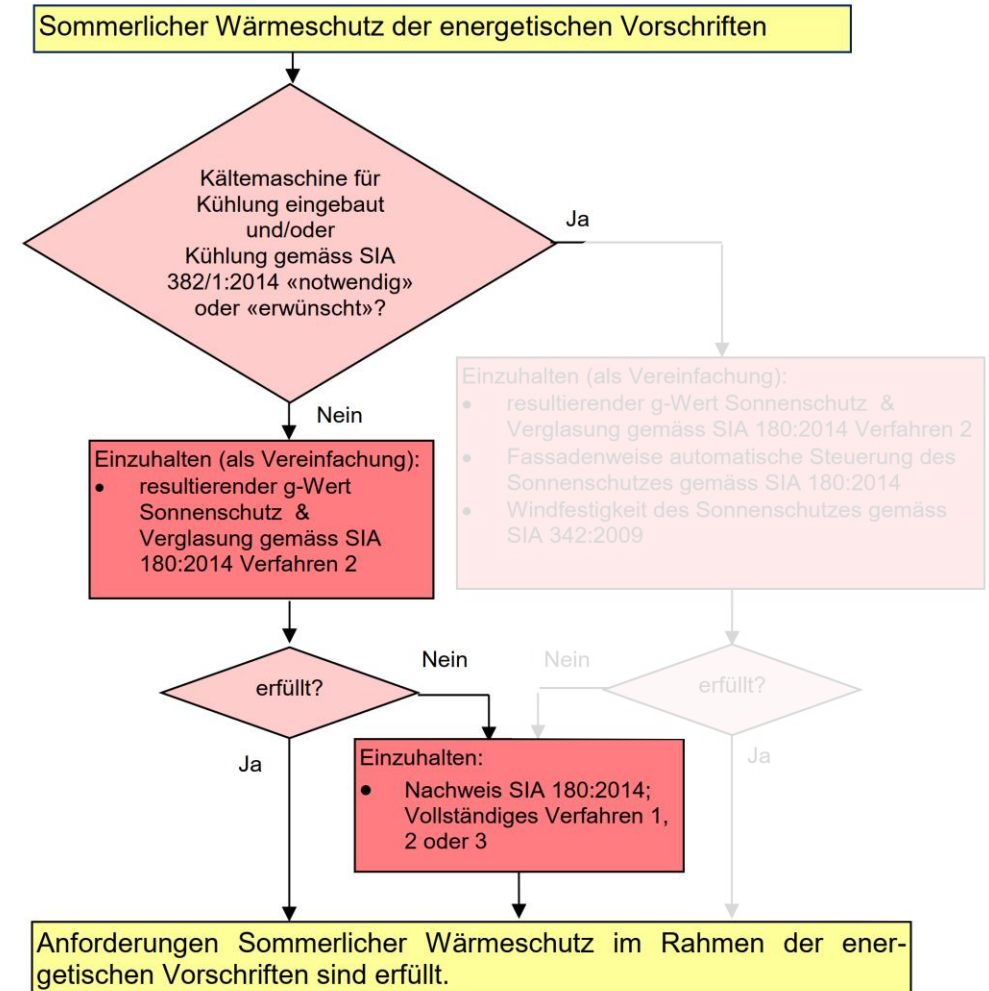 Sommerlicher Wärmeschutz der energetischen Vorschriften
Kältemaschine für
Kühlung eingebaut
und/oder
Kühlung gemäss SIA
382/1:2014 «notwendig»
oder «erwünscht»?
Ja
Nein
Einzuhalten (als Vereinfachung):
• resultierender g-Wert
Sonnenschutz &
Verglasung gemäss SIA
180:2014 Verfahren 2
Einzuhalten (als Vereinfachung):
• resultierender g-Wert Sonnenschutz &
Verglasung gemäss SIA 180:2014 Verfahren 2
• Fassadenweise automatische Steuerung des
Sonnenschutzes gemäss SIA 180:2014
• Windfestigkeit des Sonnenschutzes gemäss
SIA 342:2009
erfüllt?
Nein
Nein
erfüllt?
Ja
Einzuhalten:
• Nachweis SIA 180:2014;
Vollständiges Verfahren 1,
2 oder 3
Ja
Anforderungen Sommerlicher Wärmeschutz im Rahmen der ener-
getischen Vorschriften sind erfüllt.